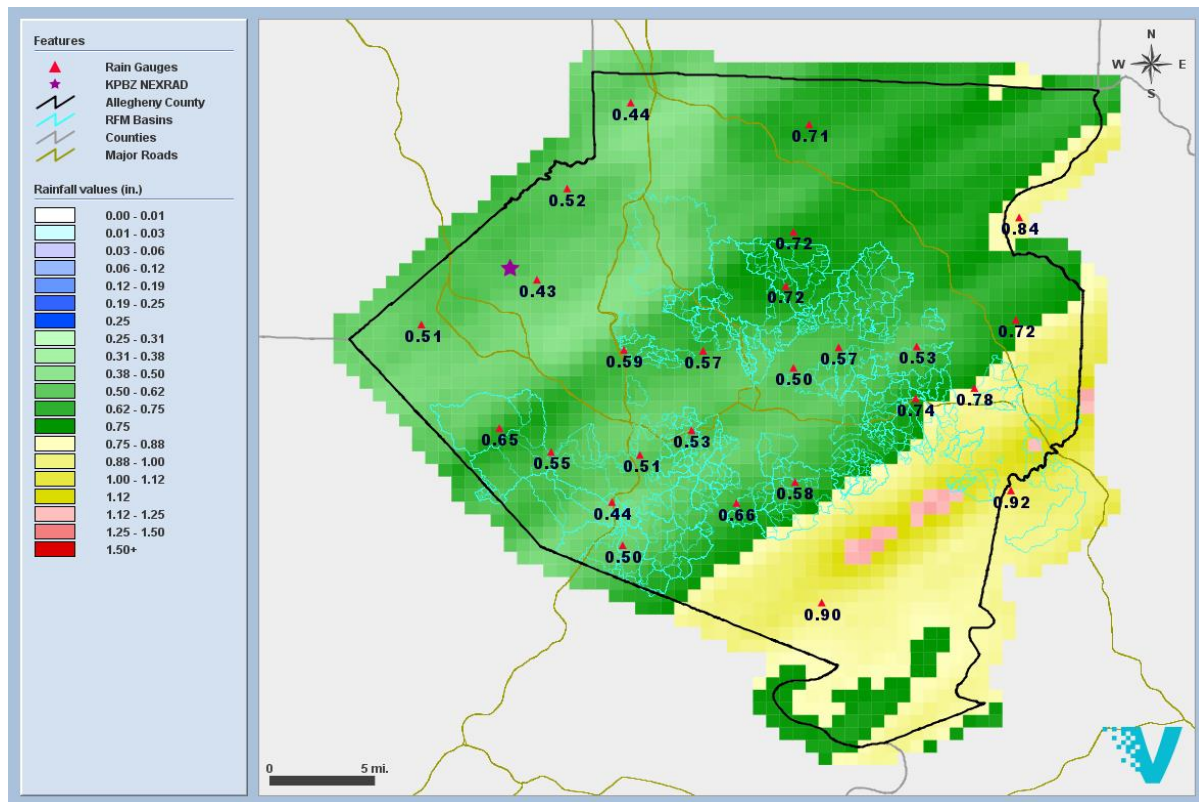 Features
Rain Gauges
KPBZ NEXRAD
Allegheny County
RFM Basins
Counties
Major Roads
Rainfall values (in.)
0.00 - 0.01
0.01 - 0.03
0.03 - 0.06
0.06 - 0.12
0.12 - 0.19
0.19 - 0.25
0.25
0.25 - 0.31
0.31 - 0.38
0.38 - 0.50
0.50 - 0.62
0.62 - 0.75
0.75
0.75 - 0.88
0.88 - 1.00
1.00 - 1.12
1.12
1.12 - 1.25
1.25 - 1.50
1.50+
N
W E
S
0.44
0.71
0.52
0.84
0.72
0.43
0.72
0.51
0.72
0.59
0.57
0.57
0.53
0.50
0.78
0.74
0.65
0.53
0.55
0.51
0.58
0.92
0.44
0.66
0.50
0.90
0 5 mi.
V